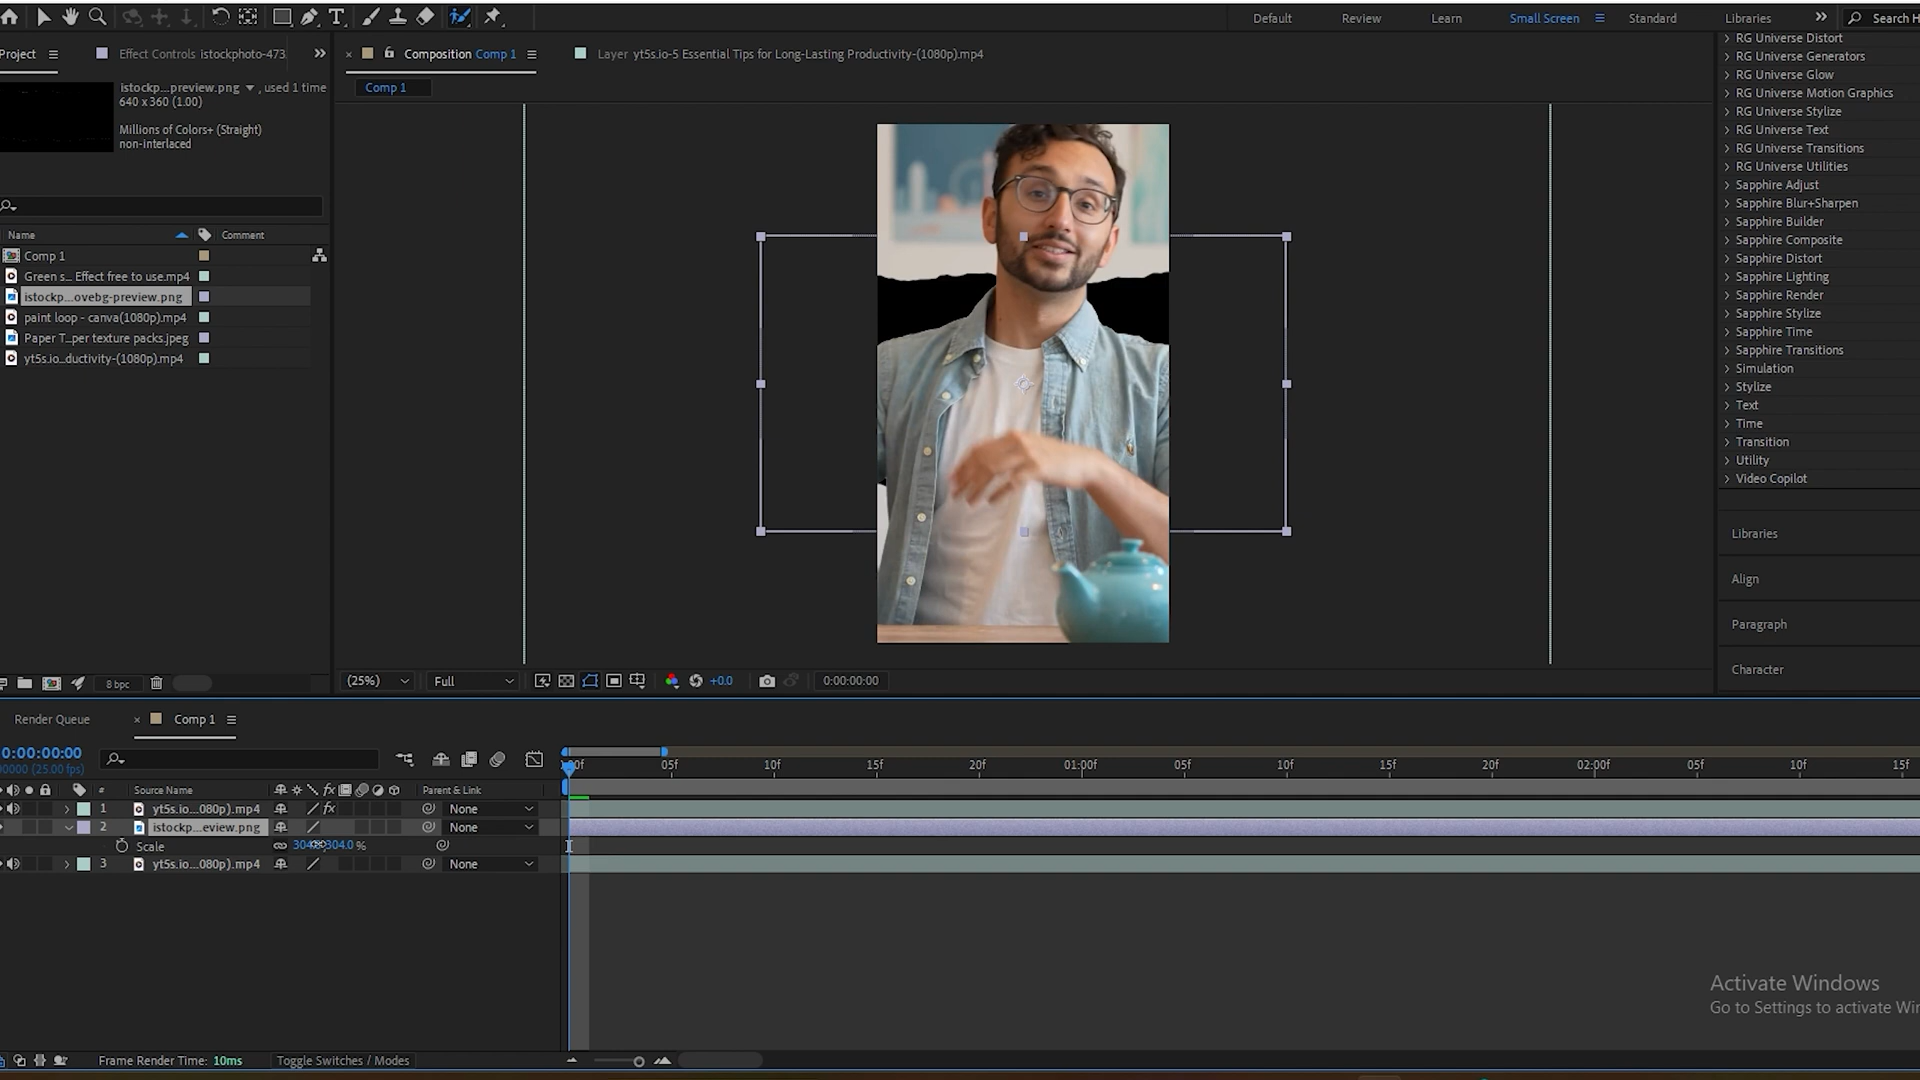 Default
Review
Learn
Small Screen
Standard
Libraries
Search H
Project
Effect Controls istockphoto-473
Composition Comp 1
Layer yt5s.io-5 Essential Tips for Long-Lasting Productivity-(1080p).mp4
Comp 1
istockp...preview.png , used 1 time
640 x 360 (1.00)
Millions of Colors+ (Straight)
non-interlaced
Name
Comment
Comp 1
Green s... Effect free to use.mp4
istockp...ovebg-preview.png
paint loop - canva(1080p).mp4
Paper T...per texture packs.jpeg
yt5s.io...ductivity-(1080p).mp4
8 bpc
(25%)
Full
+0.0
0:00:00:00
RG Universe Distort
RG Universe Generators
RG Universe Glow
RG Universe Motion Graphics
RG Universe Stylize
RG Universe Text
RG Universe Transitions
RG Universe Utilities
Sapphire Adjust
Sapphire Blur+Sharpen
Sapphire Builder
Sapphire Composite
Sapphire Distort
Sapphire Lighting
Sapphire Render
Sapphire Stylize
Sapphire Time
Sapphire Transitions
Simulation
Stylize
Text
Time
Transition
Utility
Video Copilot
Libraries
Align
Paragraph
Character
Render Queue
Comp 1
0:00:00:00
00000 (25.00 fps)
:00f 05f 10f 15f 20f 01:00f 05f 10f 15f 20f 02:00f 05f 10f 15f
# Source Name
fx
Parent & Link
1 yt5s.io...080p).mp4 fx None
2 istockp...eview.png None
Scale 304.0 %
3 yt5s.io...080p).mp4 None
Activate Windows
Go to Settings to activate Win
Frame Render Time: 10ms
Toggle Switches / Modes